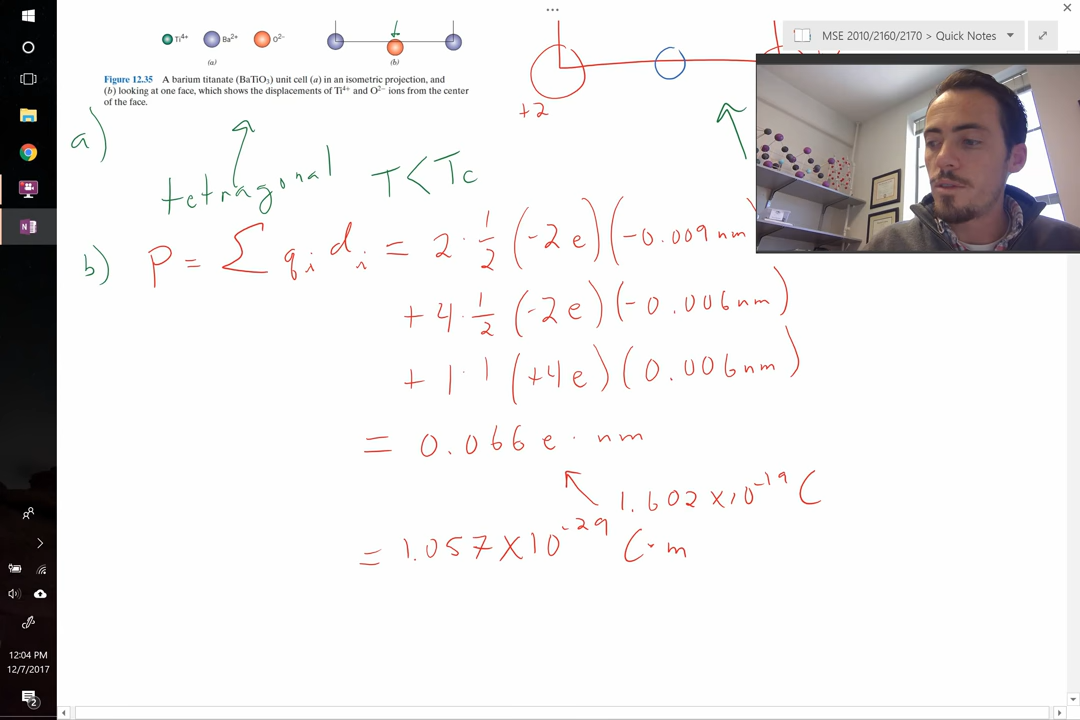 ...
MSE 2010/2160/2170 > Quick Notes
Ti4+ Ba2+ O2-
(a) (b)
Figure 12.35 A barium titanate (BaTiO3) unit cell (a) in an isometric projection, and
(b) looking at one face, which shows the displacements of Ti4+ and O2- ions from the center
of the face.
+2
a)
tetragonal T < Tc
b) P = Σ qi di = 2 · 1/2 (-2e)(-0.009 nm
+ 4 · 1/2 (-2e)(-0.006 nm)
+ 1 · 1 (+4e)(0.006 nm)
= 0.066 e · nm
1.602 x 10^-19 C
= 1.057 X 10^-29 C · m
12:04 PM
12/7/2017
2